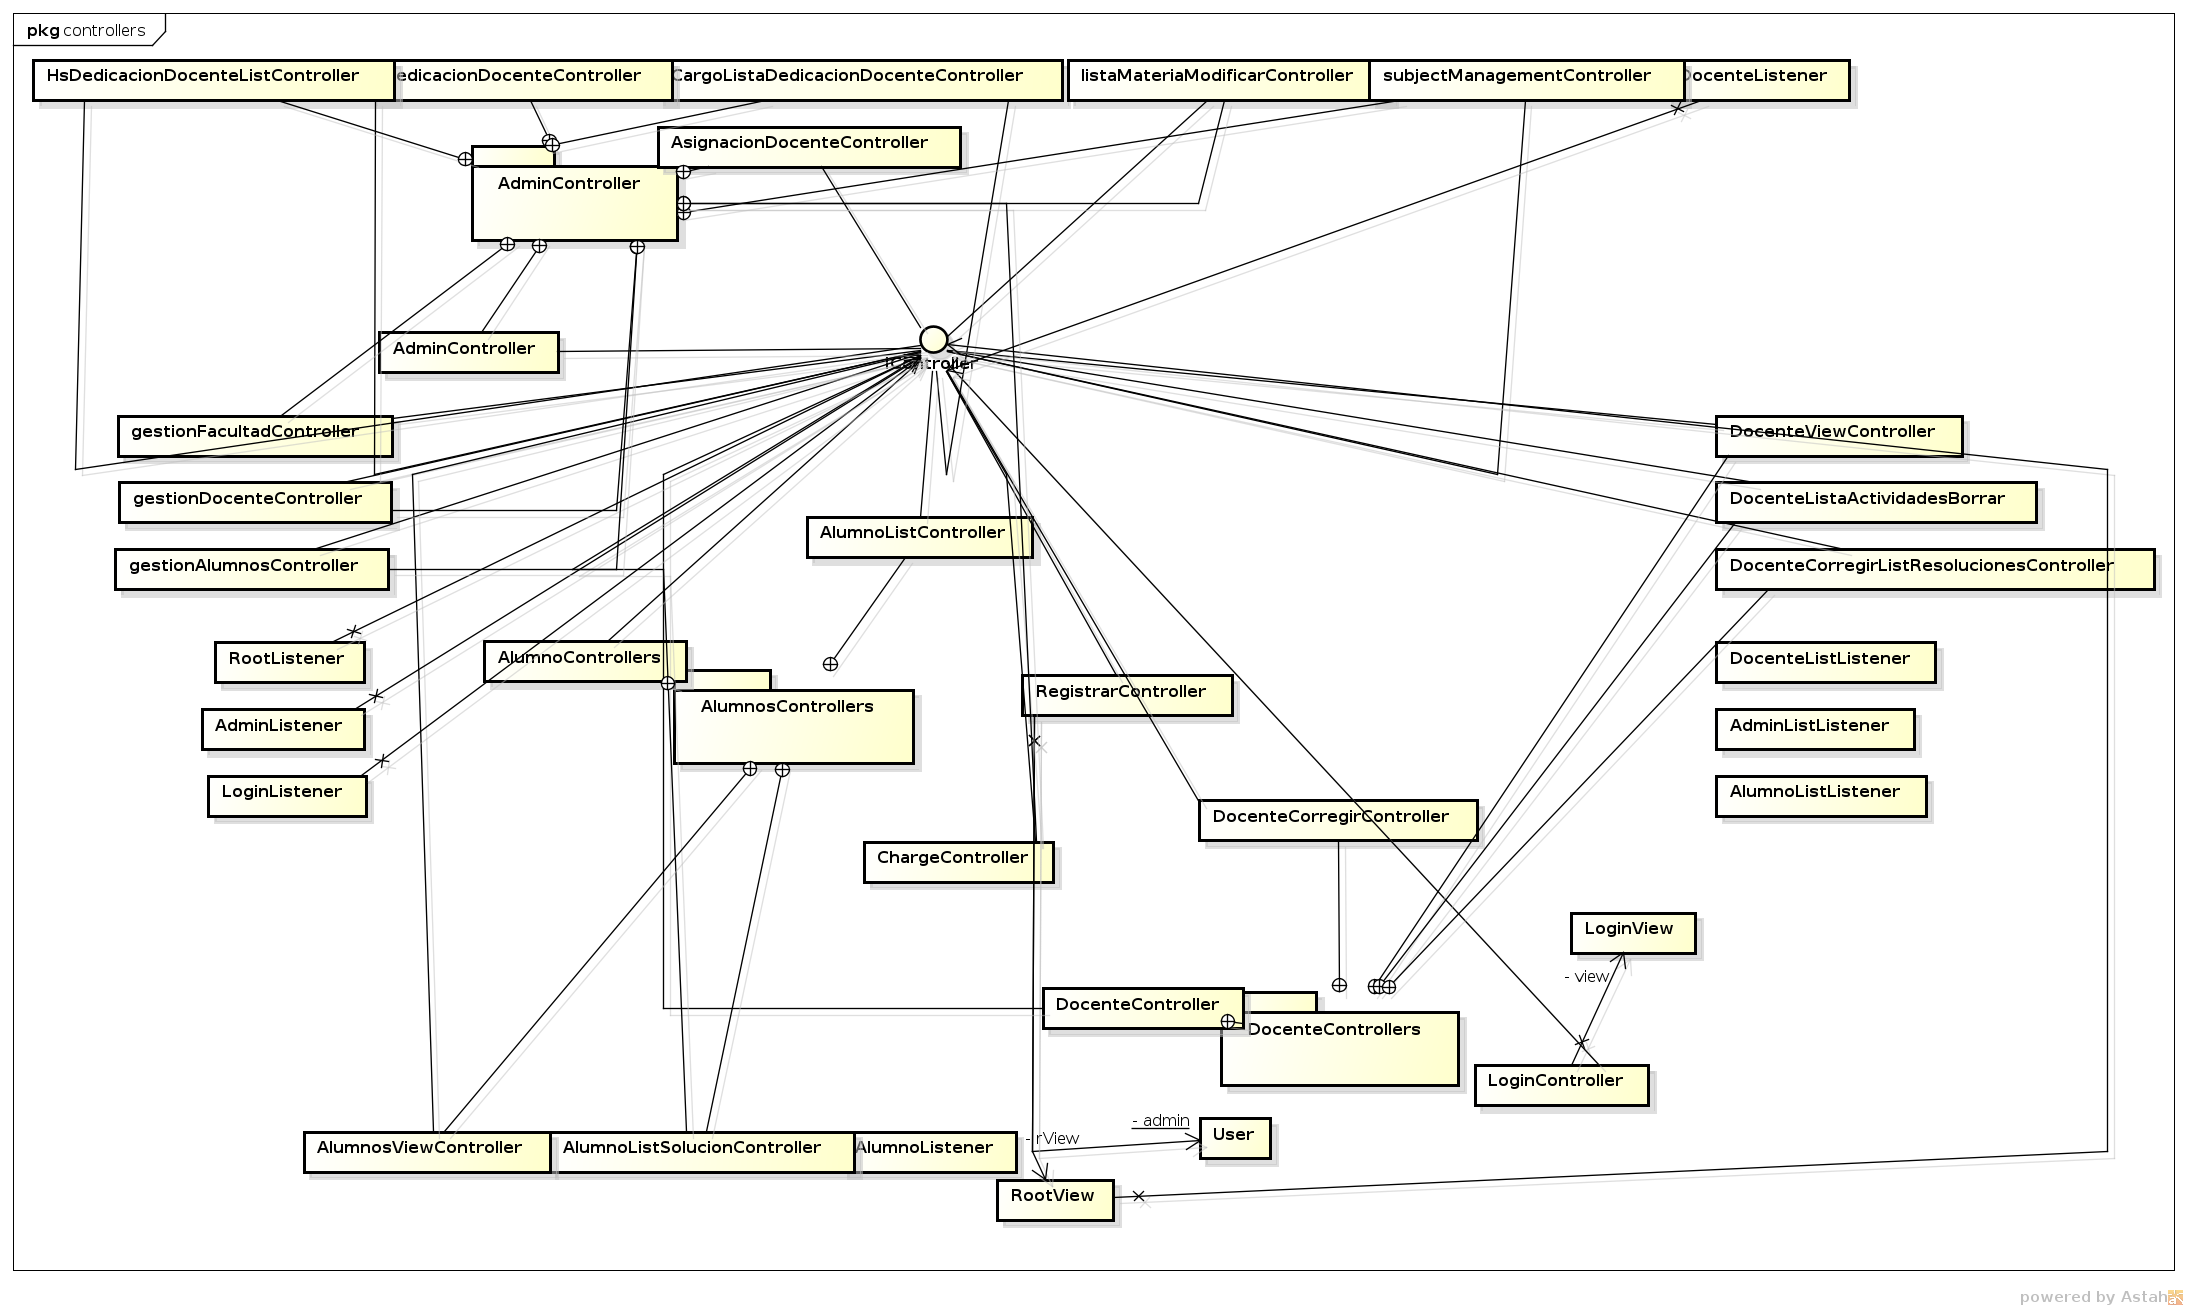 pkg controllers
HsDedicacionDocenteListController
edicacionDocenteController
CargoListaDedicacionDocenteController
listaMateriaModificarController
subjectManagementController
DocenteListener
AsignacionDocenteController
AdminController
AdminController
IController
gestionFacultadController
DocenteViewController
gestionDocenteController
DocenteListaActividadesBorrar
AlumnoListController
gestionAlumnosController
DocenteCorregirListResolucionesController
RootListener
AlumnoControllers
DocenteListListener
RegistrarController
AlumnosControllers
AdminListener
AdminListListener
LoginListener
AlumnoListListener
DocenteCorregirController
ChargeController
LoginView
- view
DocenteController
DocenteControllers
LoginController
- admin
User
- rView
AlumnosViewController
AlumnoListSolucionController
AlumnoListener
RootView
powered by Astah